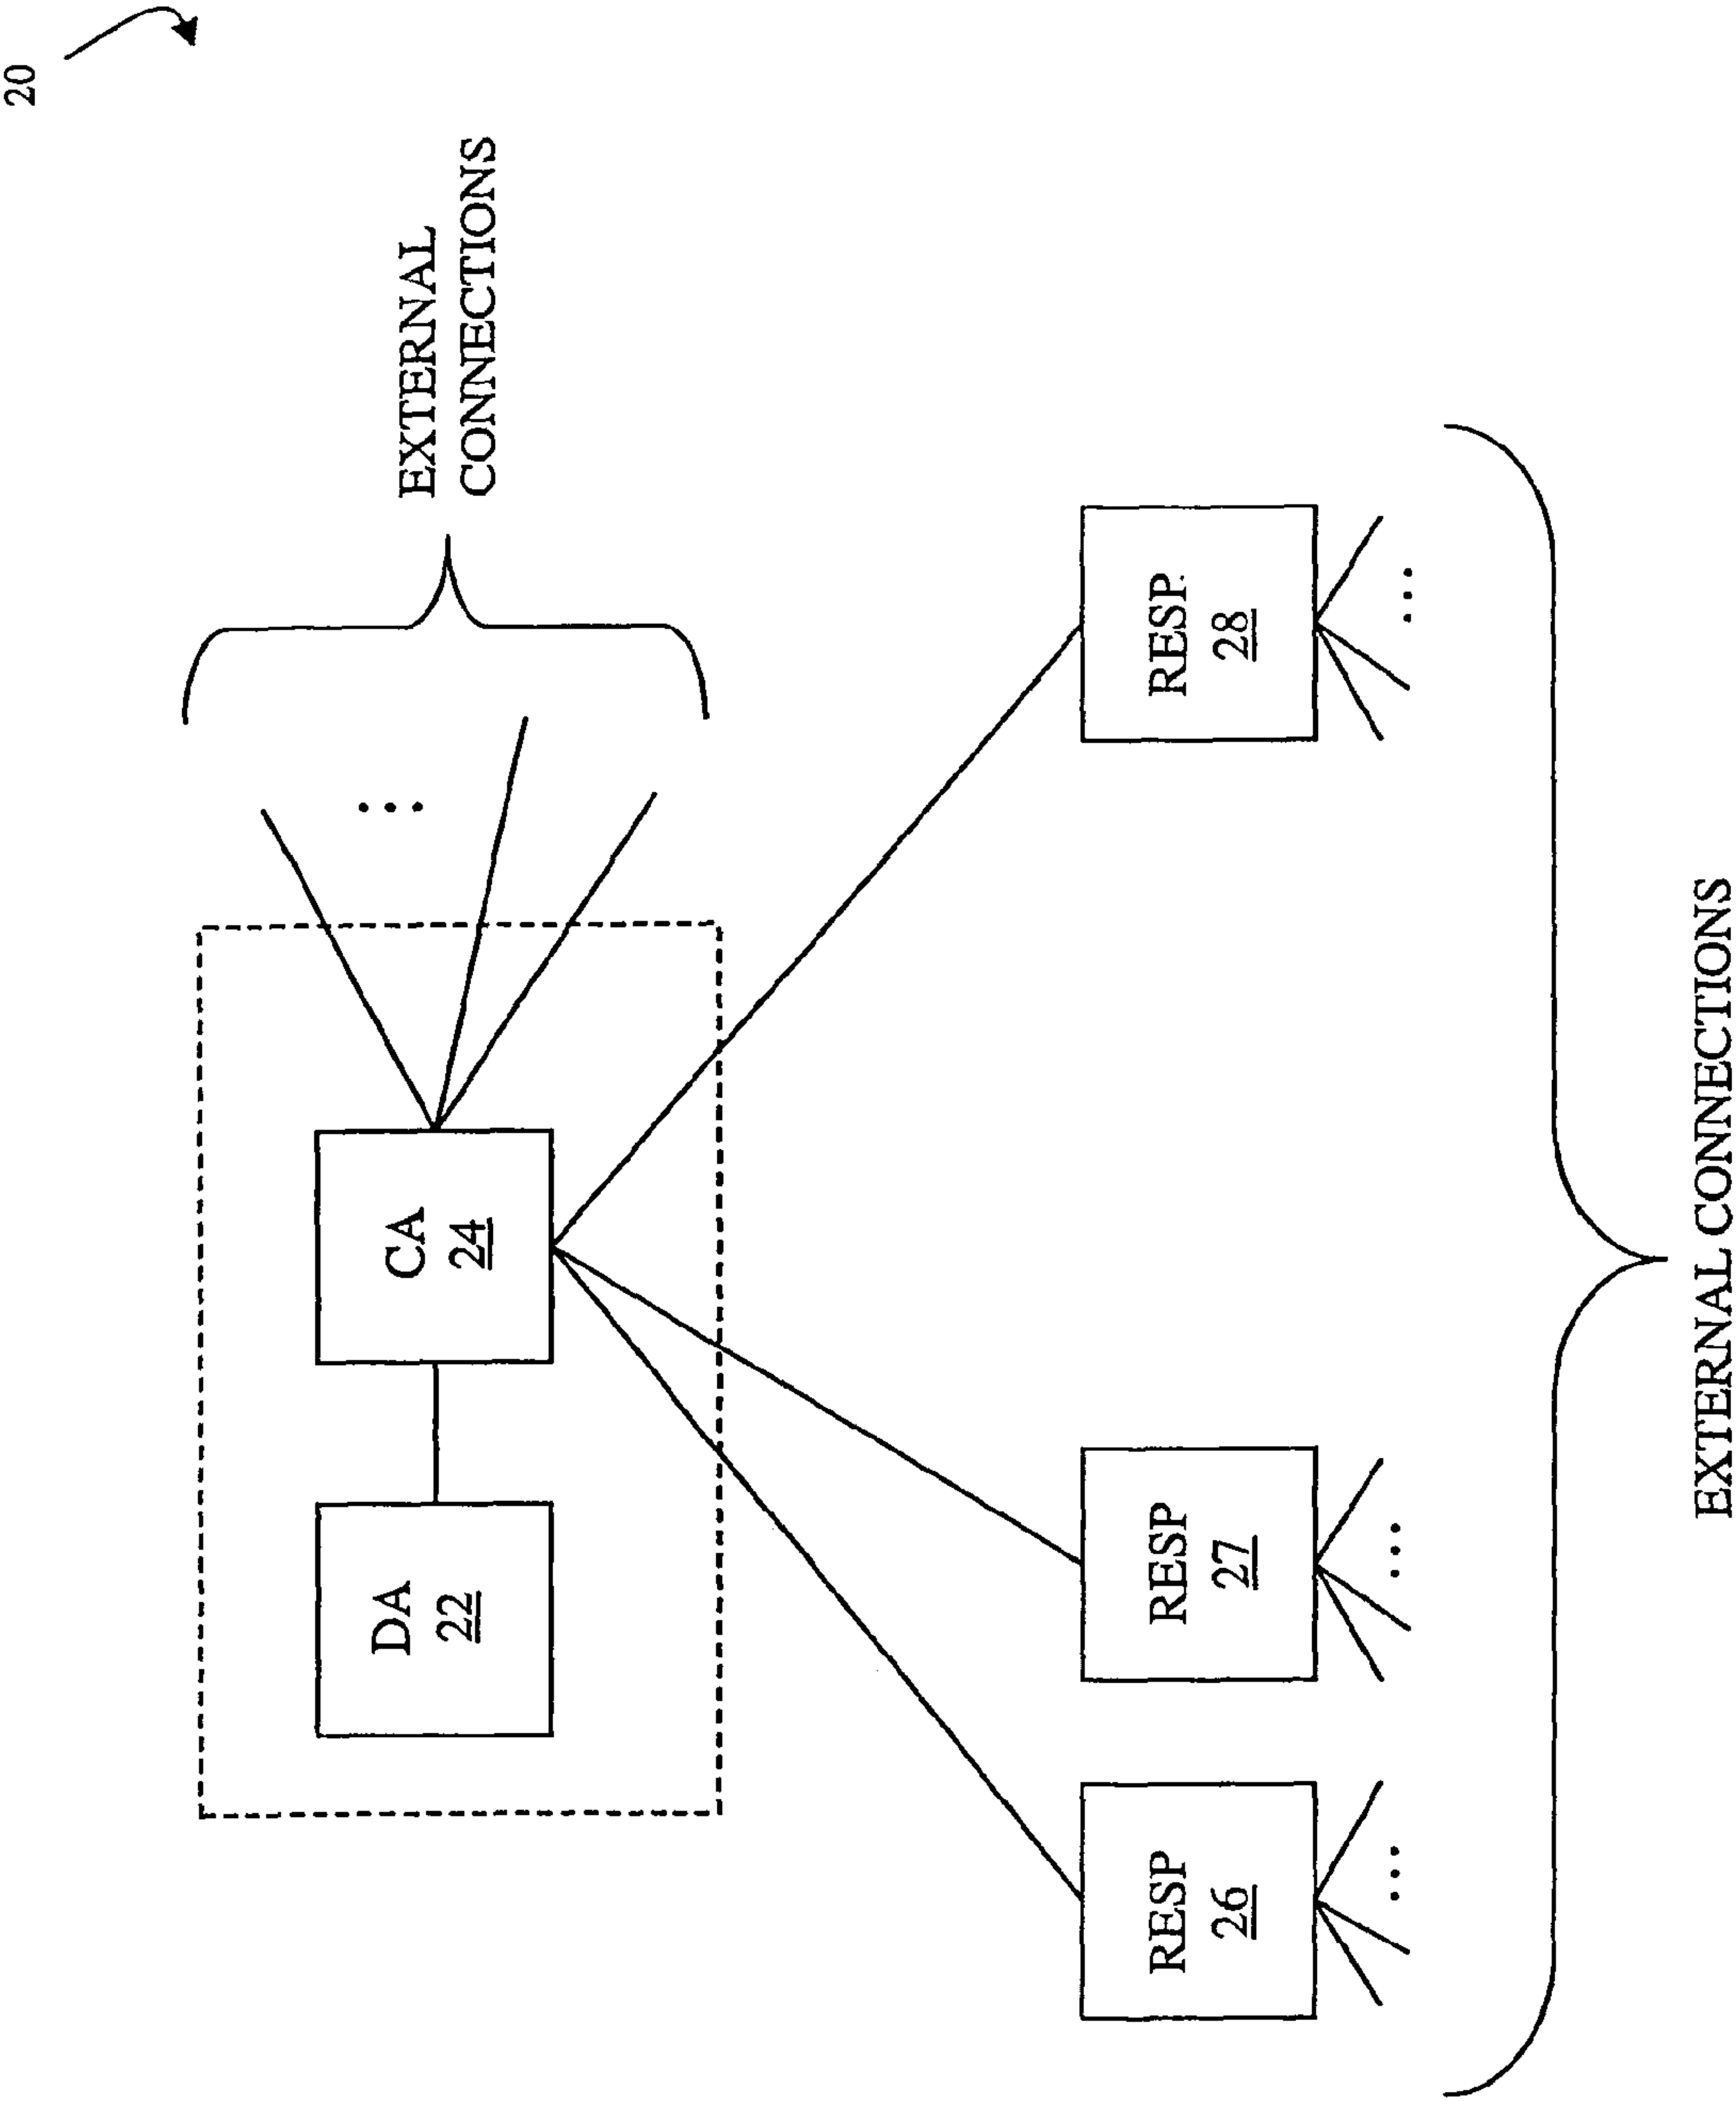 20
EXTERNAL
CONNECTIONS
DA
22
CA
24
RESP
26
RESP
27
RESP.
28
EXTERNAL CONNECTIONS